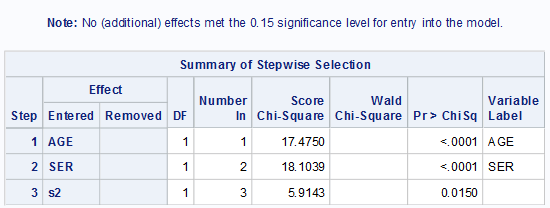 Note: No (additional) effects met the 0.15 significance level for entry into the model.
Summary of Stepwise Selection
Step Effect DF Number In Score Chi-Square Wald Chi-Square Pr > ChiSq Variable Label
Entered Removed
1 AGE 1 1 17.4750 <.0001 AGE
2 SER 1 2 18.1039 <.0001 SER
3 s2 1 3 5.9143 0.0150